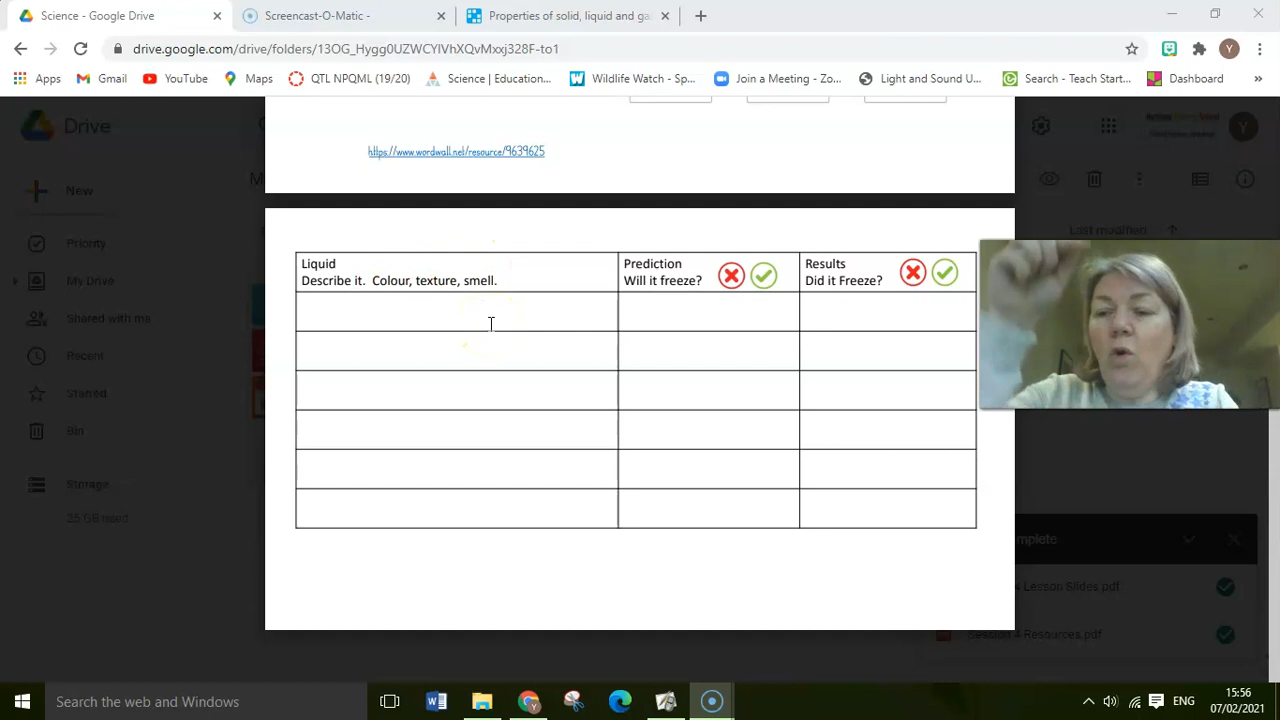 Science - Google Drive
Screencast-O-Matic -
Properties of solid, liquid and ga
drive.google.com/drive/folders/13OG_Hygg0UZWCYlVhXQvMxxj328F-to1
Y
Apps
Gmail
YouTube
Maps
QTL NPQML (19/20)
Science | Education...
Wildlife Watch - Sp...
Join a Meeting - Zo...
Light and Sound U...
Search - Teach Start...
Dashboard
»
Drive
Y
https://www.wordwall.net/resource/9639625
New
Last modified
Priority
My Drive
Shared with me
Recent
Starred
Bin
Storage
Liquid
Describe it. Colour, texture, smell.
Prediction
Will it freeze?
Results
Did it Freeze?
mplete
4 Lesson Slides.pdf
Session 4 Resources.pdf
Search the web and Windows
ENG
15:56
07/02/2021